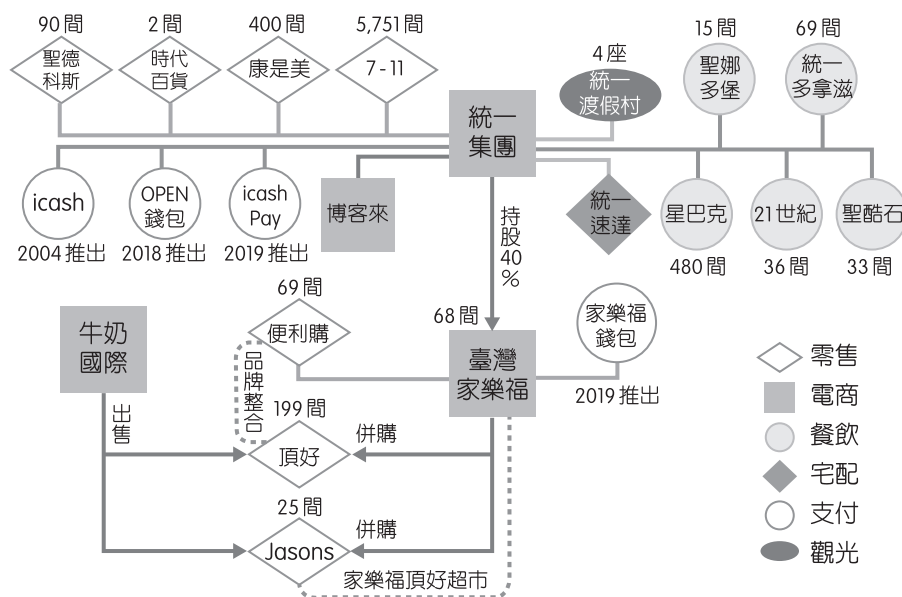 90間
2間
400間
5,751間
聖德
科斯
時代
百貨
康是美
7-11
4座
統一
渡假村
15間
69間
聖娜
多堡
統一
多拿滋
統一
集團
icash
2004推出
OPEN
錢包
2018推出
icash
Pay
2019推出
博客來
統一
速達
星巴克
21世紀
聖酷石
480間
36間
33間
持股40%
牛奶
國際
69間
便利購
68間
臺灣
家樂福
家樂福
錢包
2019推出
品牌整合
出售
199間
頂好
併購
25間
Jasons
併購
家樂福頂好超市
零售
電商
餐飲
宅配
支付
觀光